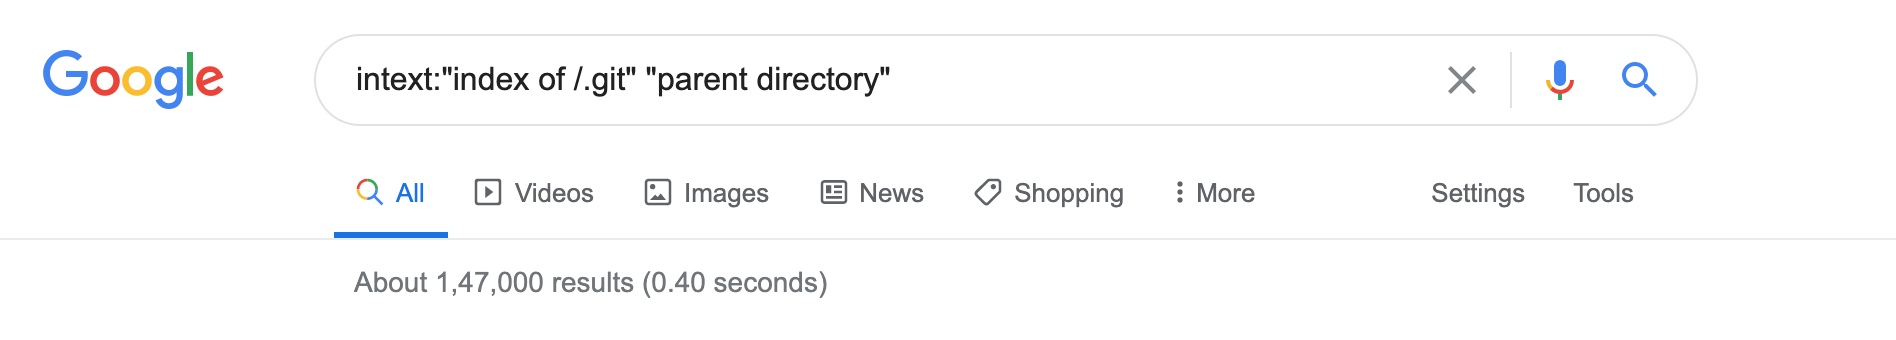 Google
intext:"index of /.git" "parent directory"
All Videos Images News Shopping More Settings Tools
About 1,47,000 results (0.40 seconds)